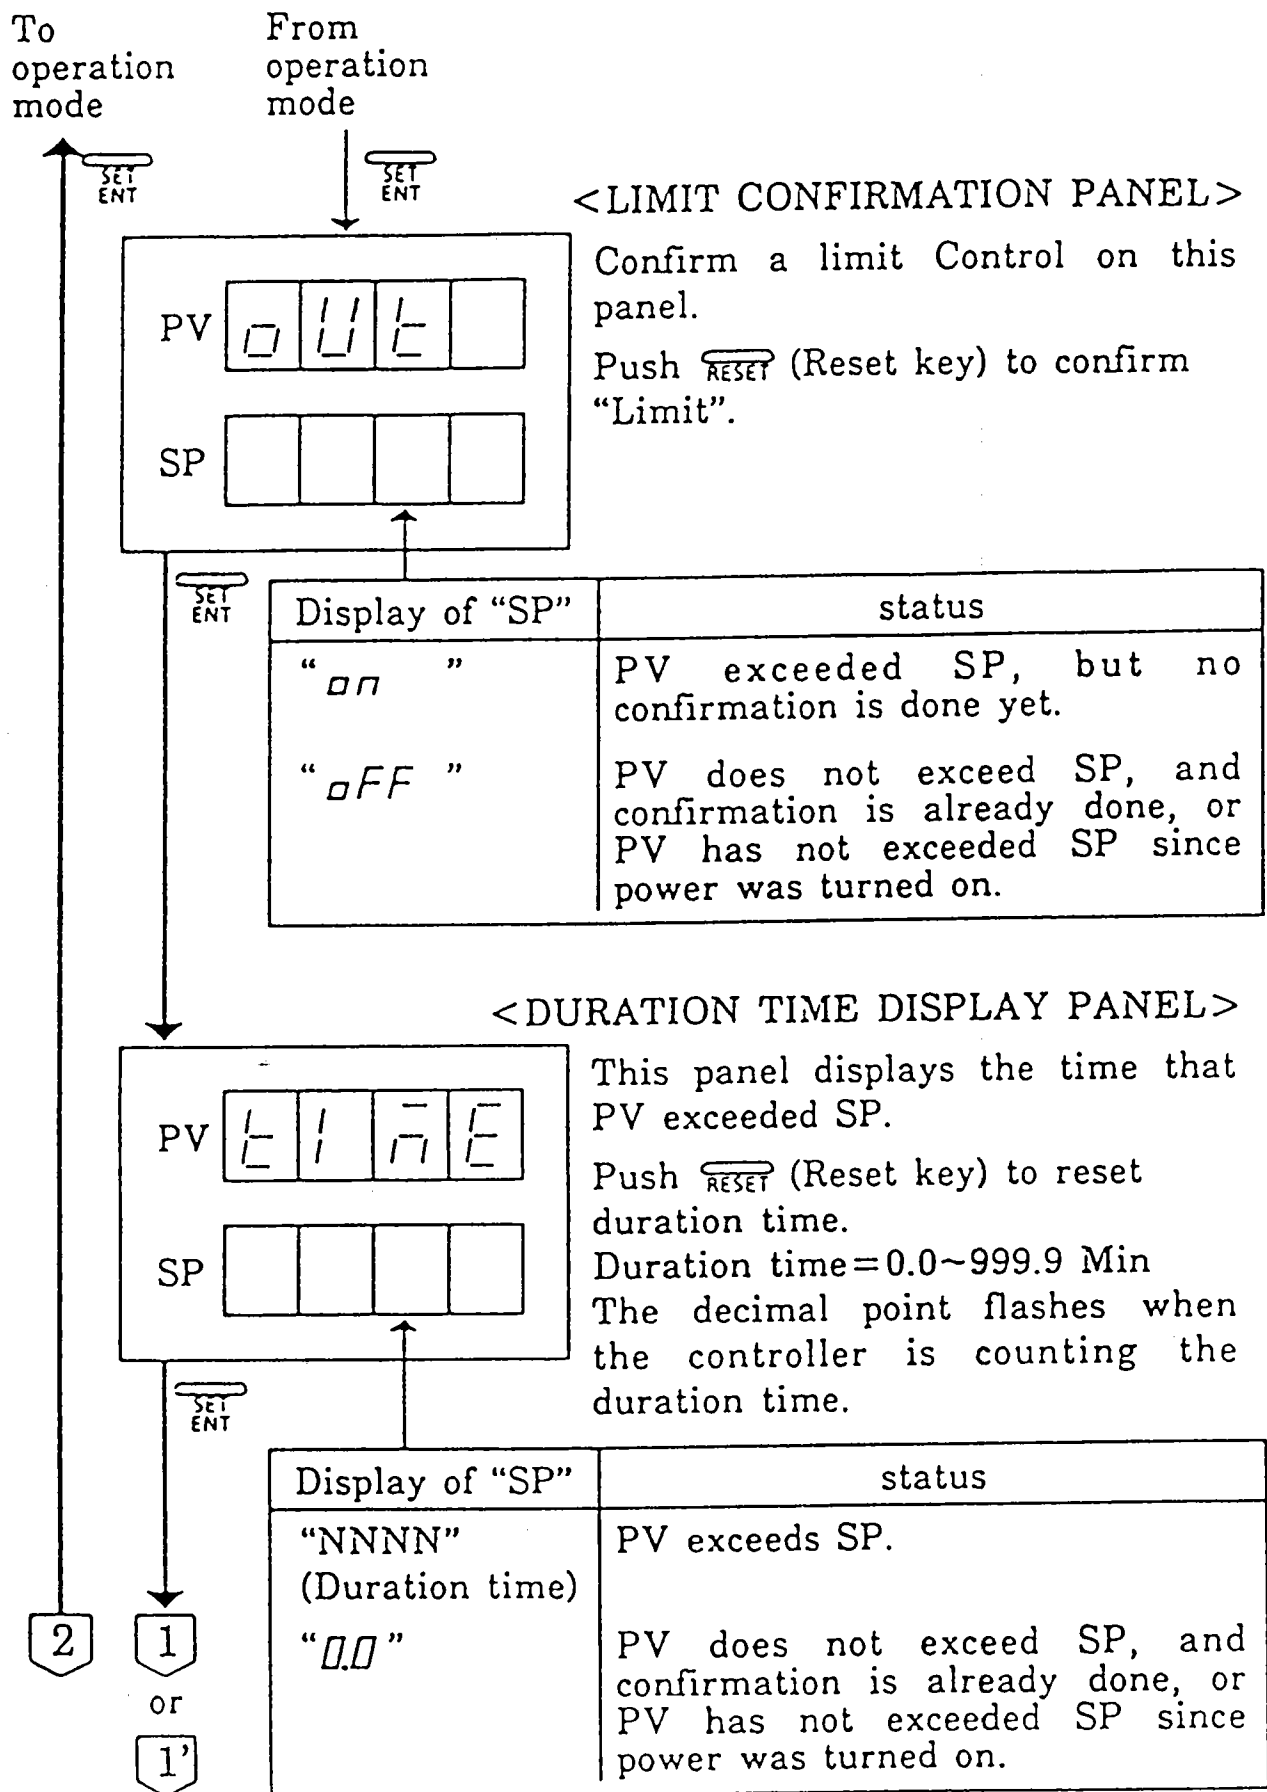 To
operation
mode
From
operation
mode
SET
ENT
SET
ENT
<LIMIT CONFIRMATION PANEL>
PV oUt
SP
Confirm a limit Control on this
panel.
Push RESET (Reset key) to confirm
“Limit”.
SET
ENT
Display of “SP” status
“on ” PV exceeded SP, but no
confirmation is done yet.
“oFF ” PV does not exceed SP, and
confirmation is already done, or
PV has not exceeded SP since
power was turned on.
<DURATION TIME DISPLAY PANEL>
PV tIME
SP
This panel displays the time that
PV exceeded SP.
Push RESET (Reset key) to reset
duration time.
Duration time=0.0~999.9 Min
The decimal point flashes when
the controller is counting the
duration time.
SET
ENT
Display of “SP” status
“NNNN” PV exceeds SP.
(Duration time)
“0.0” PV does not exceed SP, and
confirmation is already done, or
PV has not exceeded SP since
power was turned on.
2 1
or
1'